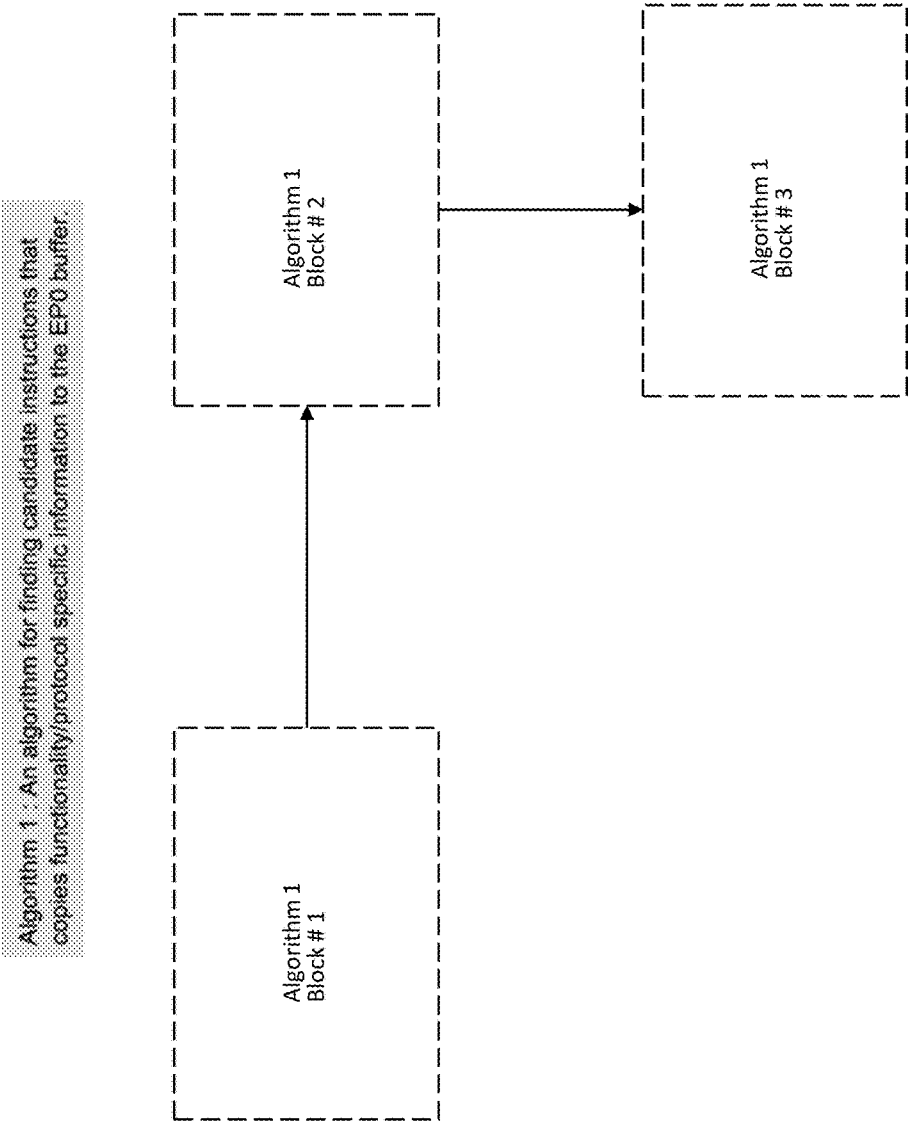 Algorithm 1 : An algorithm for finding candidate instructions that
copies functionality/protocol specific information to the EP0 buffer
Algorithm 1
Block # 1
Algorithm 1
Block # 2
Algorithm 1
Block # 3